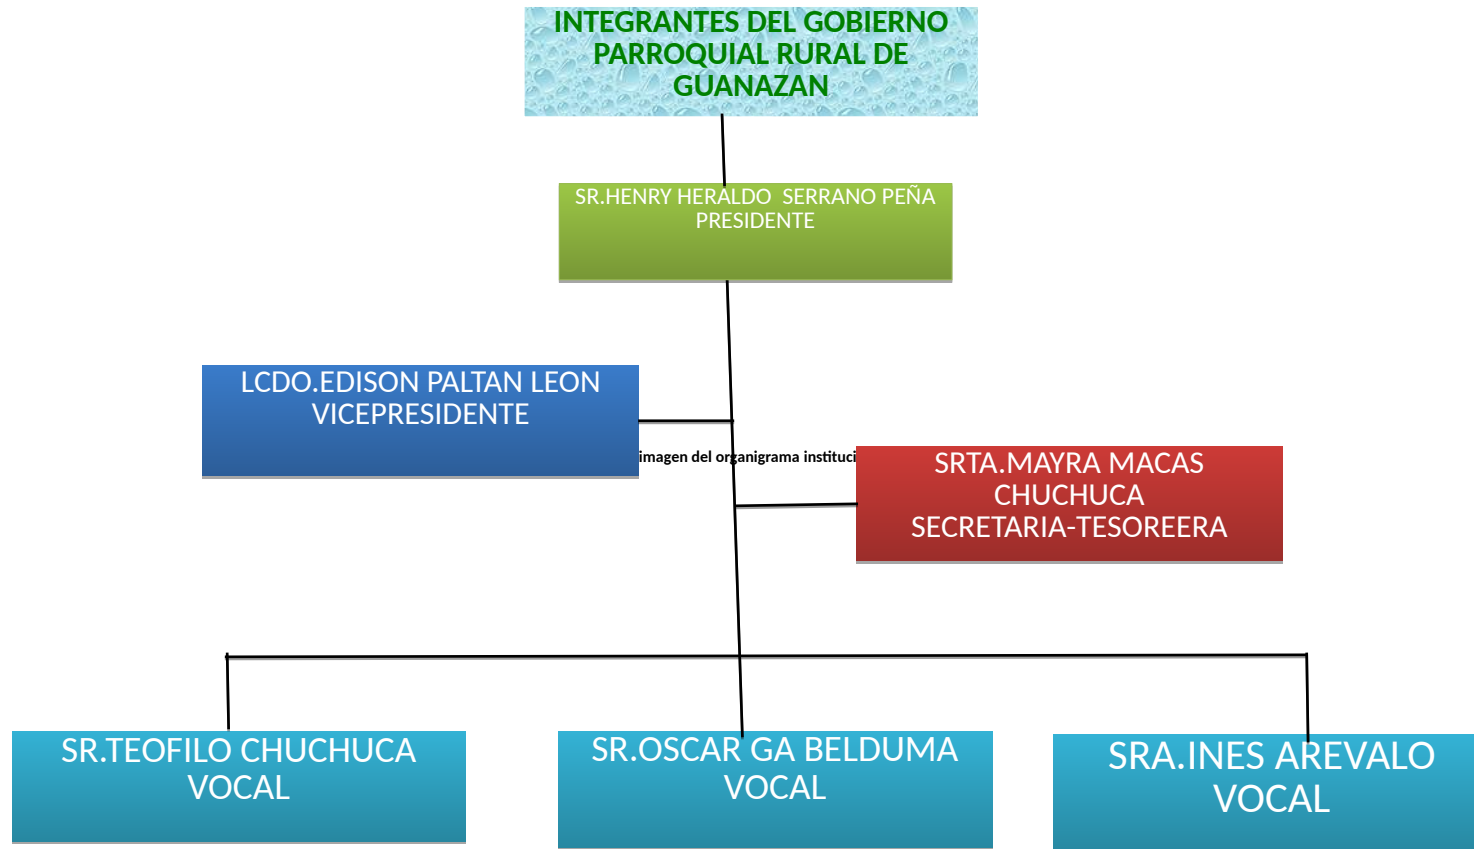 INTEGRANTES DEL GOBIERNO
PARROQUIAL RURAL DE
GUANAZAN
SR.HENRY HERALDO  SERRANO PEÑA
PRESIDENTE
LCDO.EDISON PALTAN LEON
VICEPRESIDENTE
imagen del organigrama instituci
SRTA.MAYRA MACAS
CHUCHUCA
SECRETARIA-TESOREERA
SR.TEOFILO CHUCHUCA
VOCAL
SR.OSCAR GA BELDUMA
VOCAL
SRA.INES AREVALO
VOCAL